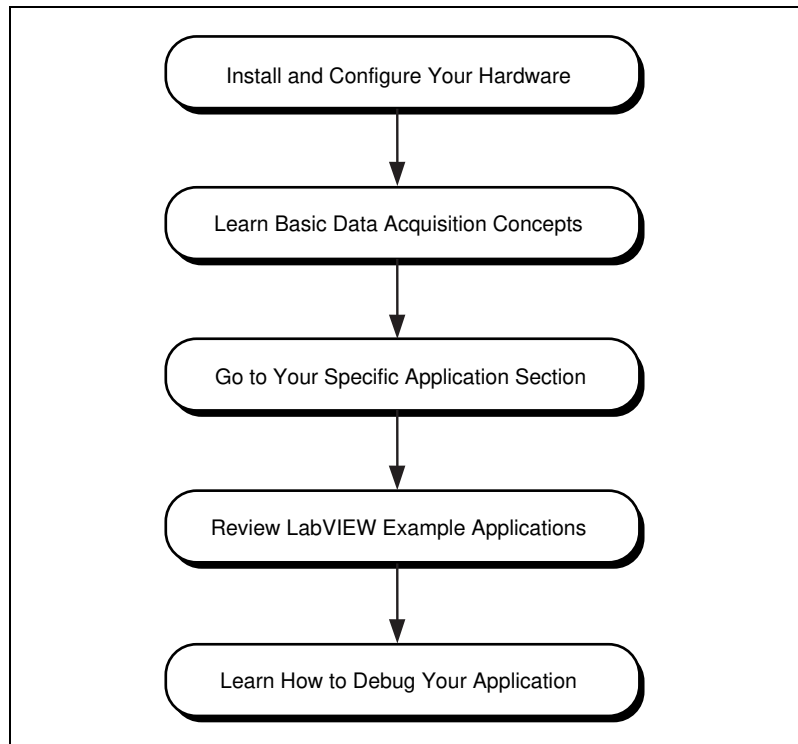 Install and Configure Your Hardware
Learn Basic Data Acquisition Concepts
Go to Your Specific Application Section
Review LabVIEW Example Applications
Learn How to Debug Your Application